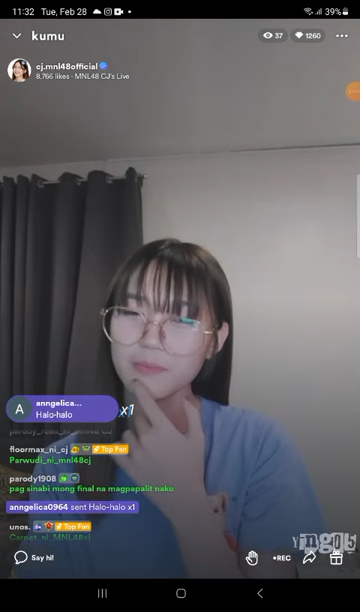 11:32 Tue, Feb 28 39%
kumu 37 1260
cj.mnl48official
8,766 likes · MNL48 CJ's Live
anngelica...
A
Halo-halo
x1
floormax_ni_cj Top Fan
Parwudi_ni_mnl48cj
parody1908
pag sinabi mong final na magpapalit nako
anngelica0964 sent Halo-halo x1
unos. Top Fan
Carpet_ni_MNL48cj
Say hi!
REC